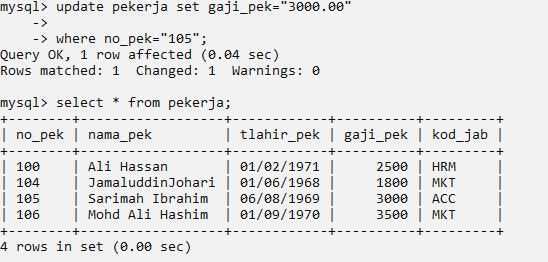 mysql> update pekerja set gaji_pek="3000.00"
    ->
    -> where no_pek="105";
Query OK, 1 row affected (0.04 sec)
Rows matched: 1  Changed: 1  Warnings: 0

mysql> select * from pekerja;
+--------+------------------+------------+----------+---------+
| no_pek | nama_pek         | tlahir_pek | gaji_pek | kod_jab |
+--------+------------------+------------+----------+---------+
| 100    | Ali Hassan       | 01/02/1971 |     2500 | HRM     |
| 104    | JamaluddinJohari | 01/06/1968 |     1800 | MKT     |
| 105    | Sarimah Ibrahim  | 06/08/1969 |     3000 | ACC     |
| 106    | Mohd Ali Hashim  | 01/09/1970 |     3500 | MKT     |
+--------+------------------+------------+----------+---------+
4 rows in set (0.00 sec)